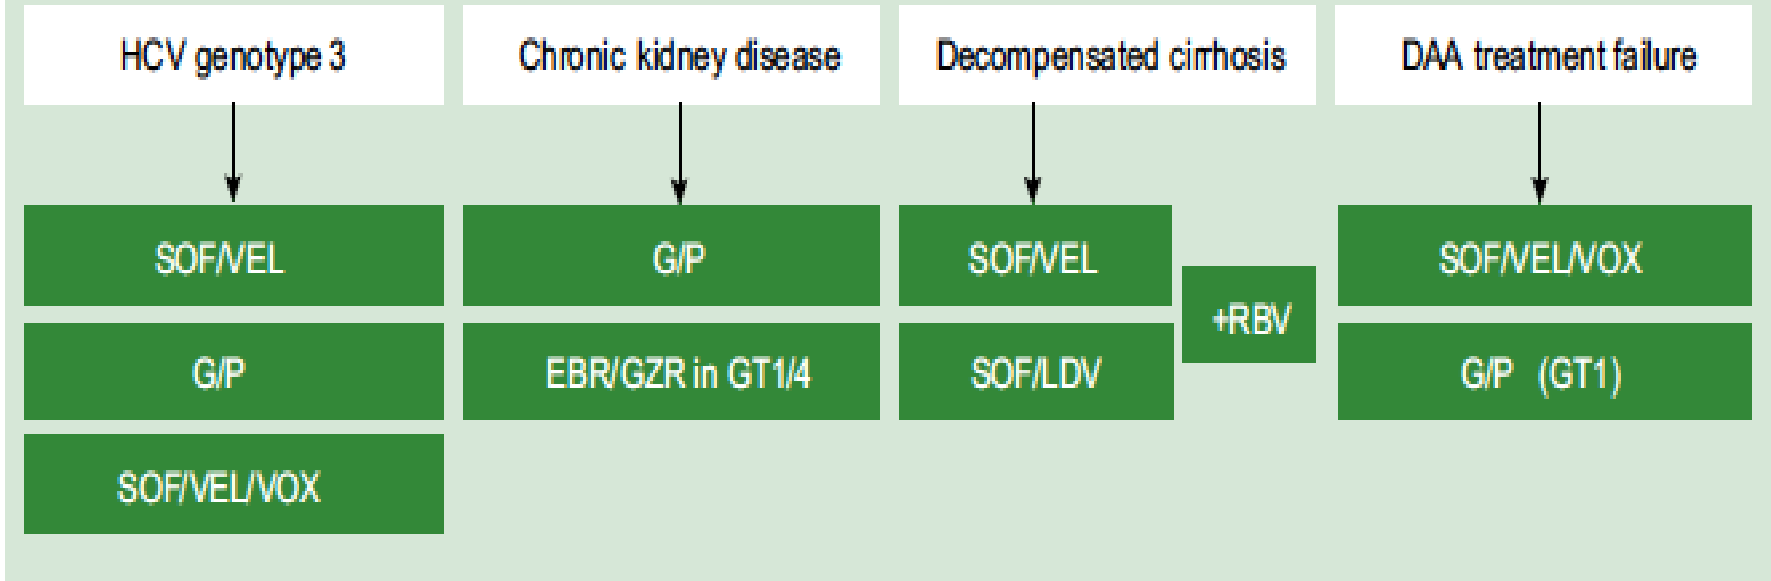 HCV genotype 3
Chronic kidney disease
Decompensated cirrhosis
DAA treatment failure
SOF/VEL
G/P
SOF/VEL/VOX
G/P
EBR/GZR in GT1/4
SOF/VEL
SOF/LDV
+RBV
SOF/VEL/VOX
G/P (GT1)